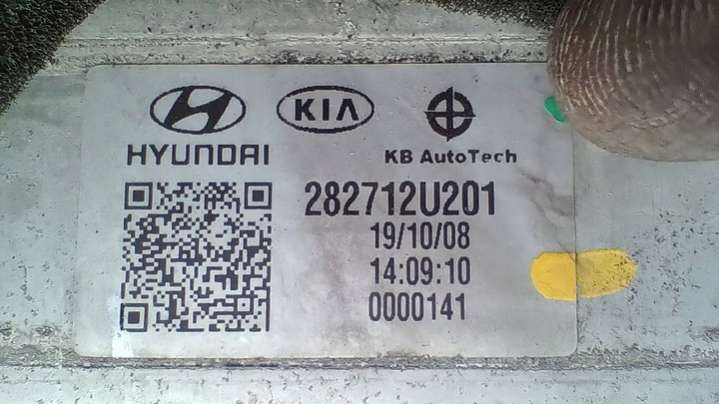 HYUNDAI KIA KB AutoTech
282712U201
19/10/08
14:09:10
0000141